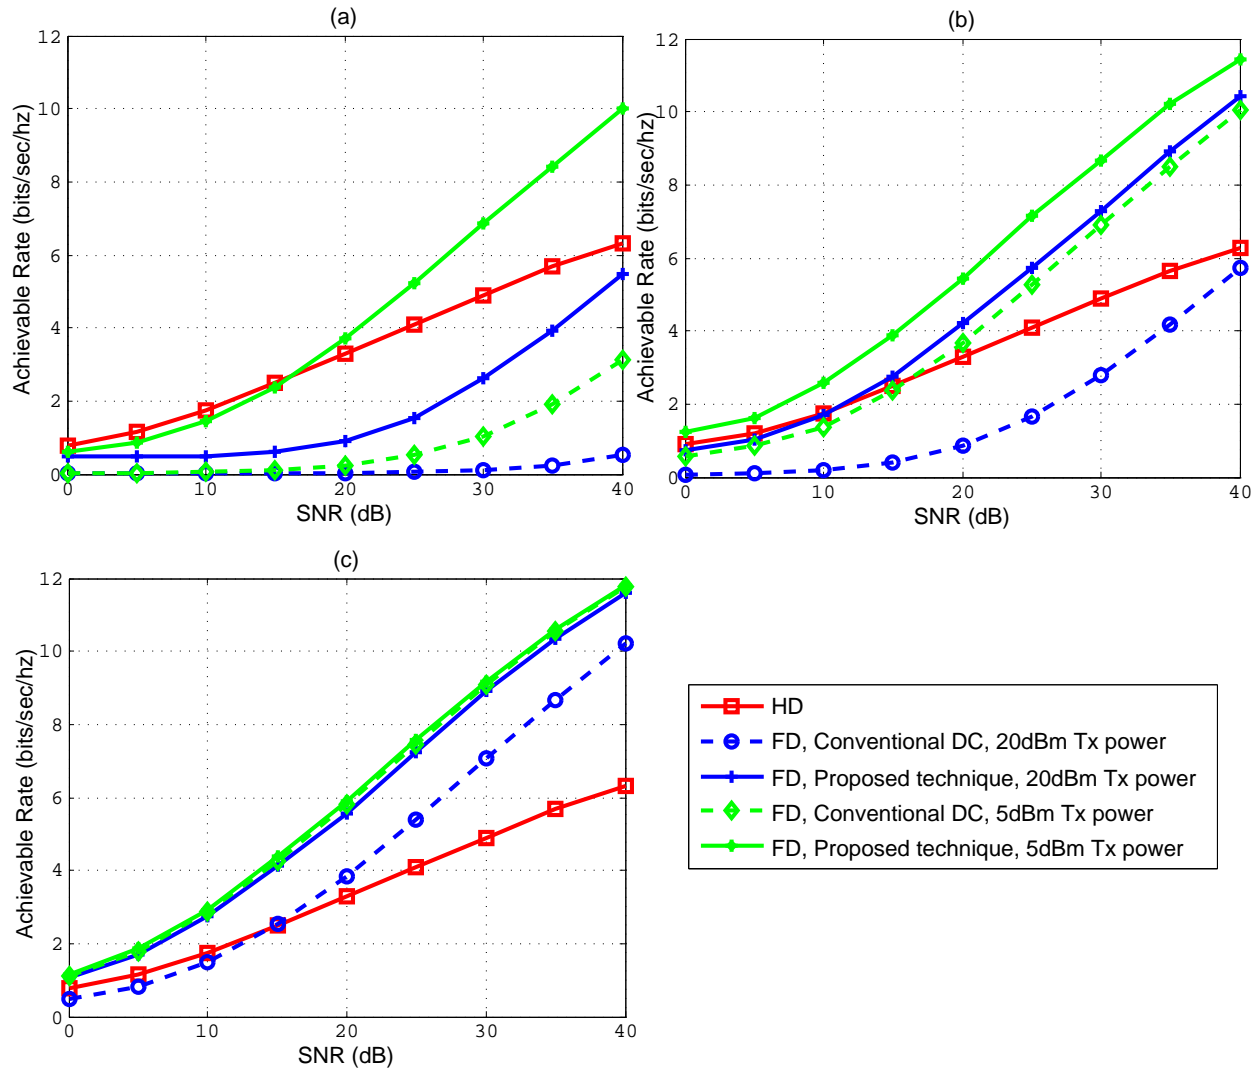 (a)
12
10
8
6
4
2
0
0 10 20 30 40
SNR (dB)
Achievable Rate (bits/sec/hz)
(b)
12
10
8
6
4
2
0
0 10 20 30 40
SNR (dB)
Achievable Rate (bits/sec/hz)
(c)
12
10
8
6
4
2
0
0 10 20 30 40
SNR (dB)
Achievable Rate (bits/sec/hz)
HD
FD, Conventional DC, 20dBm Tx power
FD, Proposed technique, 20dBm Tx power
FD, Conventional DC, 5dBm Tx power
FD, Proposed technique, 5dBm Tx power